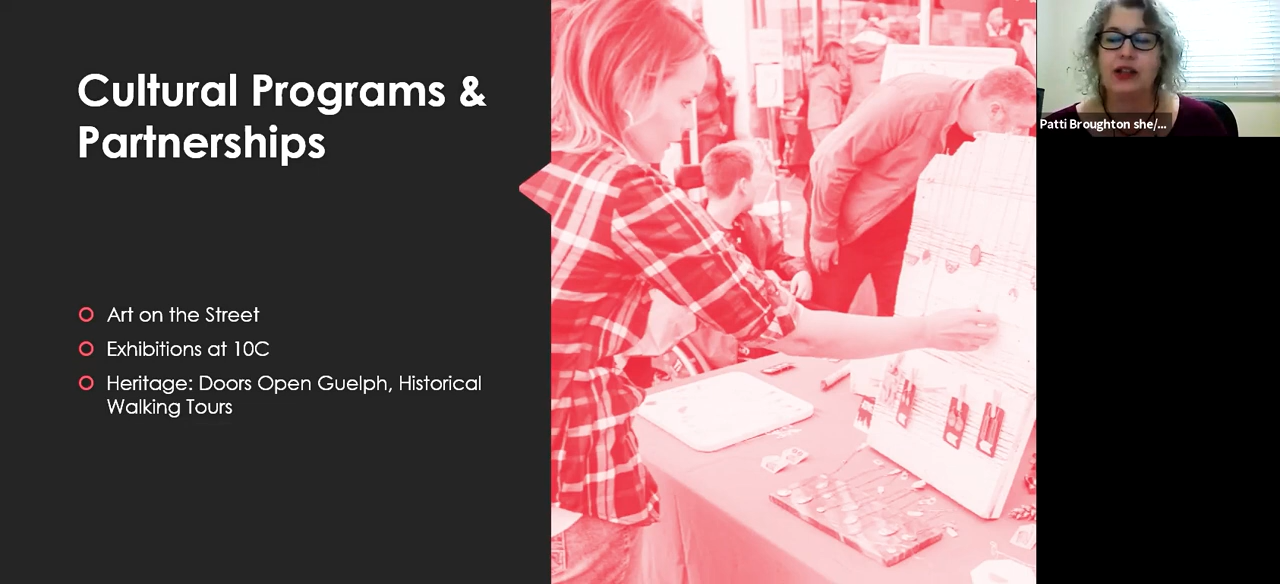 Cultural Programs &
Partnerships
Art on the Street
Exhibitions at 10C
Heritage: Doors Open Guelph, Historical
Walking Tours
Patti Broughton she/...